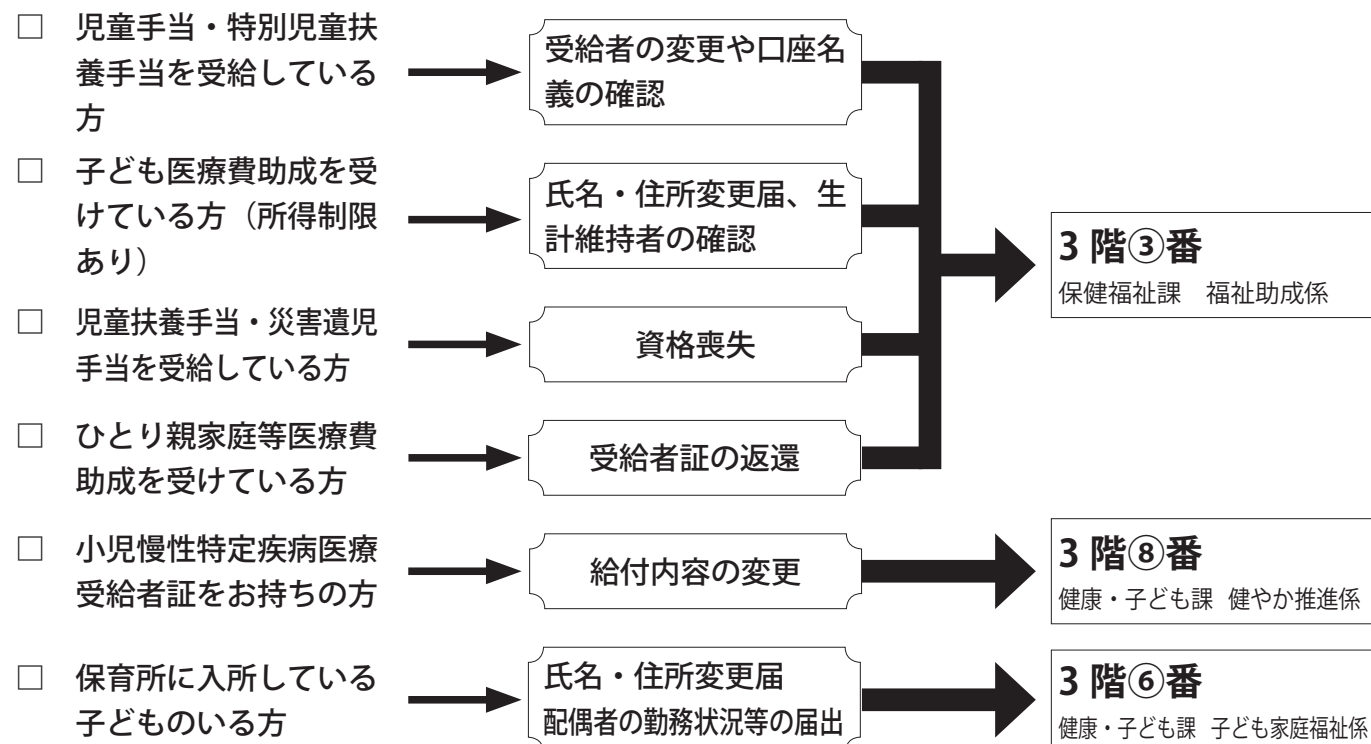 □ 児童手当・特別児童扶
養手当を受給している
方
受給者の変更や口座名
義の確認
□ 子ども医療費助成を受
けている方（所得制限
あり）
氏名・住所変更届、生
計維持者の確認
□ 児童扶養手当・災害遺児
手当を受給している方
資格喪失
□ ひとり親家庭等医療費
助成を受けている方
受給者証の返還
3 階③番
保健福祉課　福祉助成係
□ 小児慢性特定疾病医療
受給者証をお持ちの方
給付内容の変更
3 階⑧番
健康・子ども課 健やか推進係
□ 保育所に入所している
子どものいる方
氏名・住所変更届
配偶者の勤務状況等の届出
3 階⑥番
健康・子ども課 子ども家庭福祉係